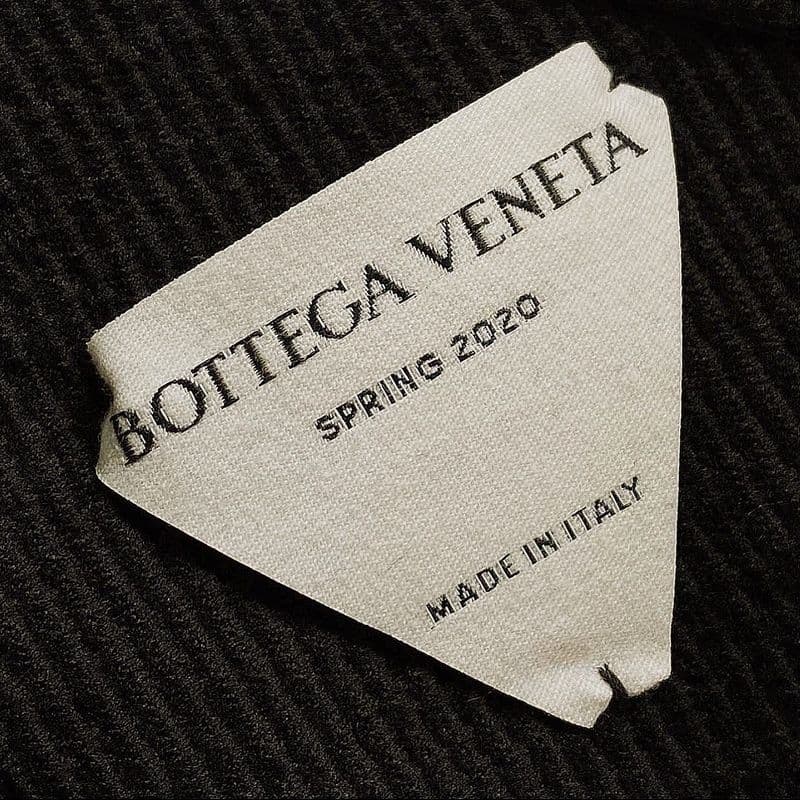 BOTTEGA VENETA
SPRING 2020
MADE IN ITALY